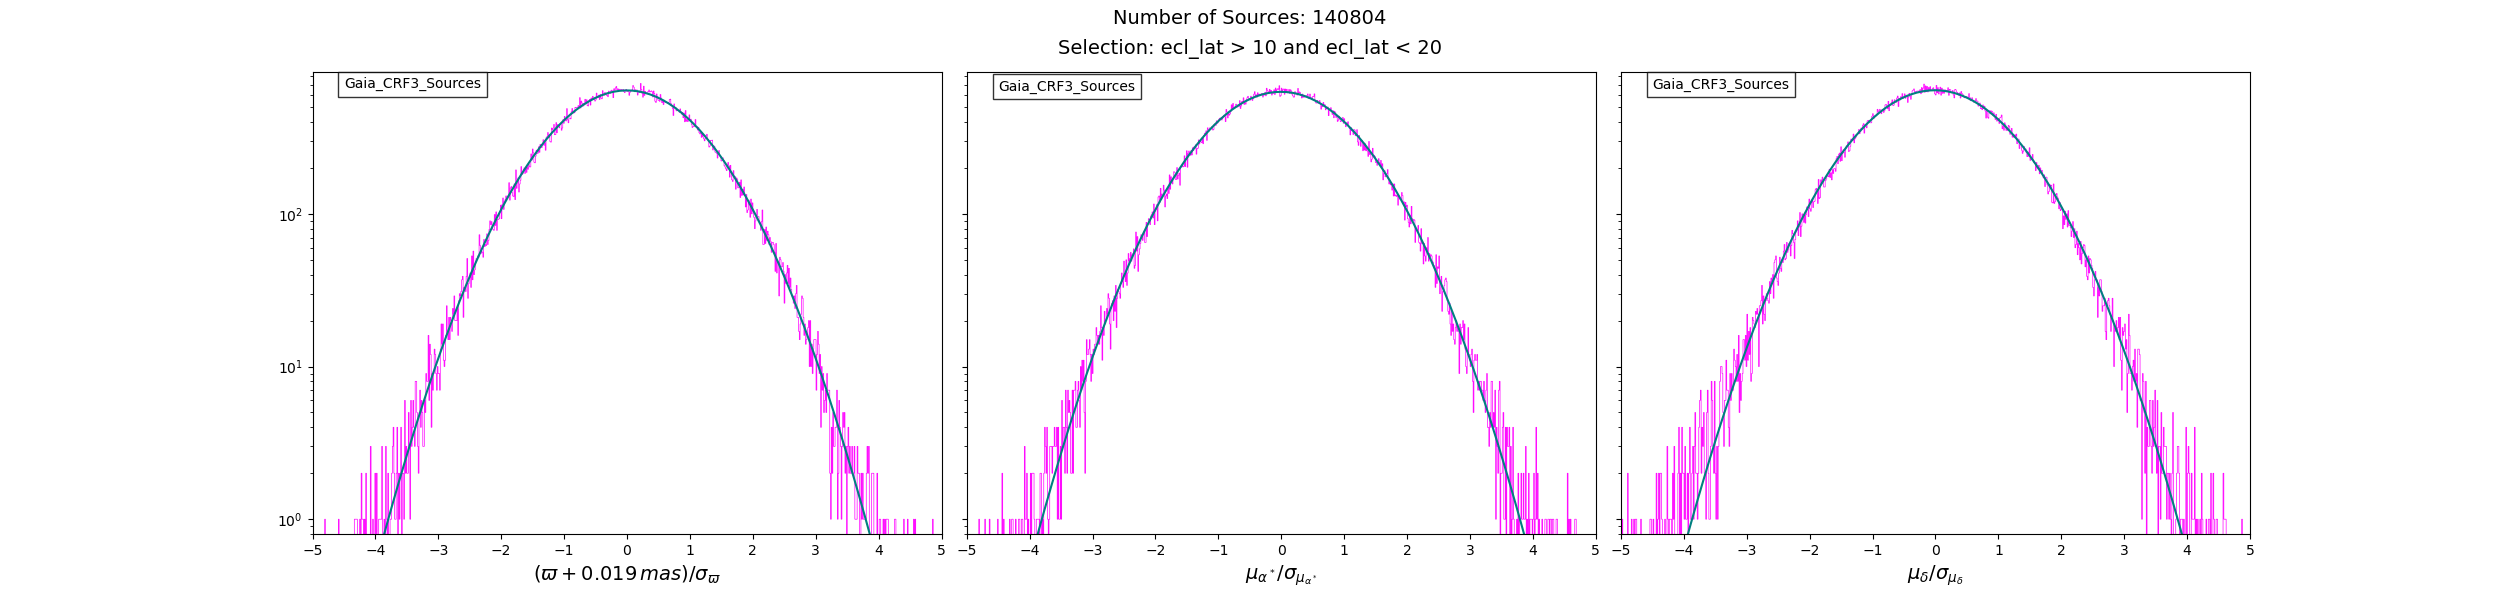 Number of Sources: 140804
Selection: ecl_lat > 10 and ecl_lat < 20
Gaia_CRF3_Sources
Gaia_CRF3_Sources
Gaia_CRF3_Sources
10²
10¹
10⁰
−5 −4 −3 −2 −1 0 1 2 3 4 5
−5 −4 −3 −2 −1 0 1 2 3 4 5
−5 −4 −3 −2 −1 0 1 2 3 4 5
(ϖ + 0.019 mas)/σ_ϖ
μ_α*/σ_μ_α*
μ_δ/σ_μ_δ